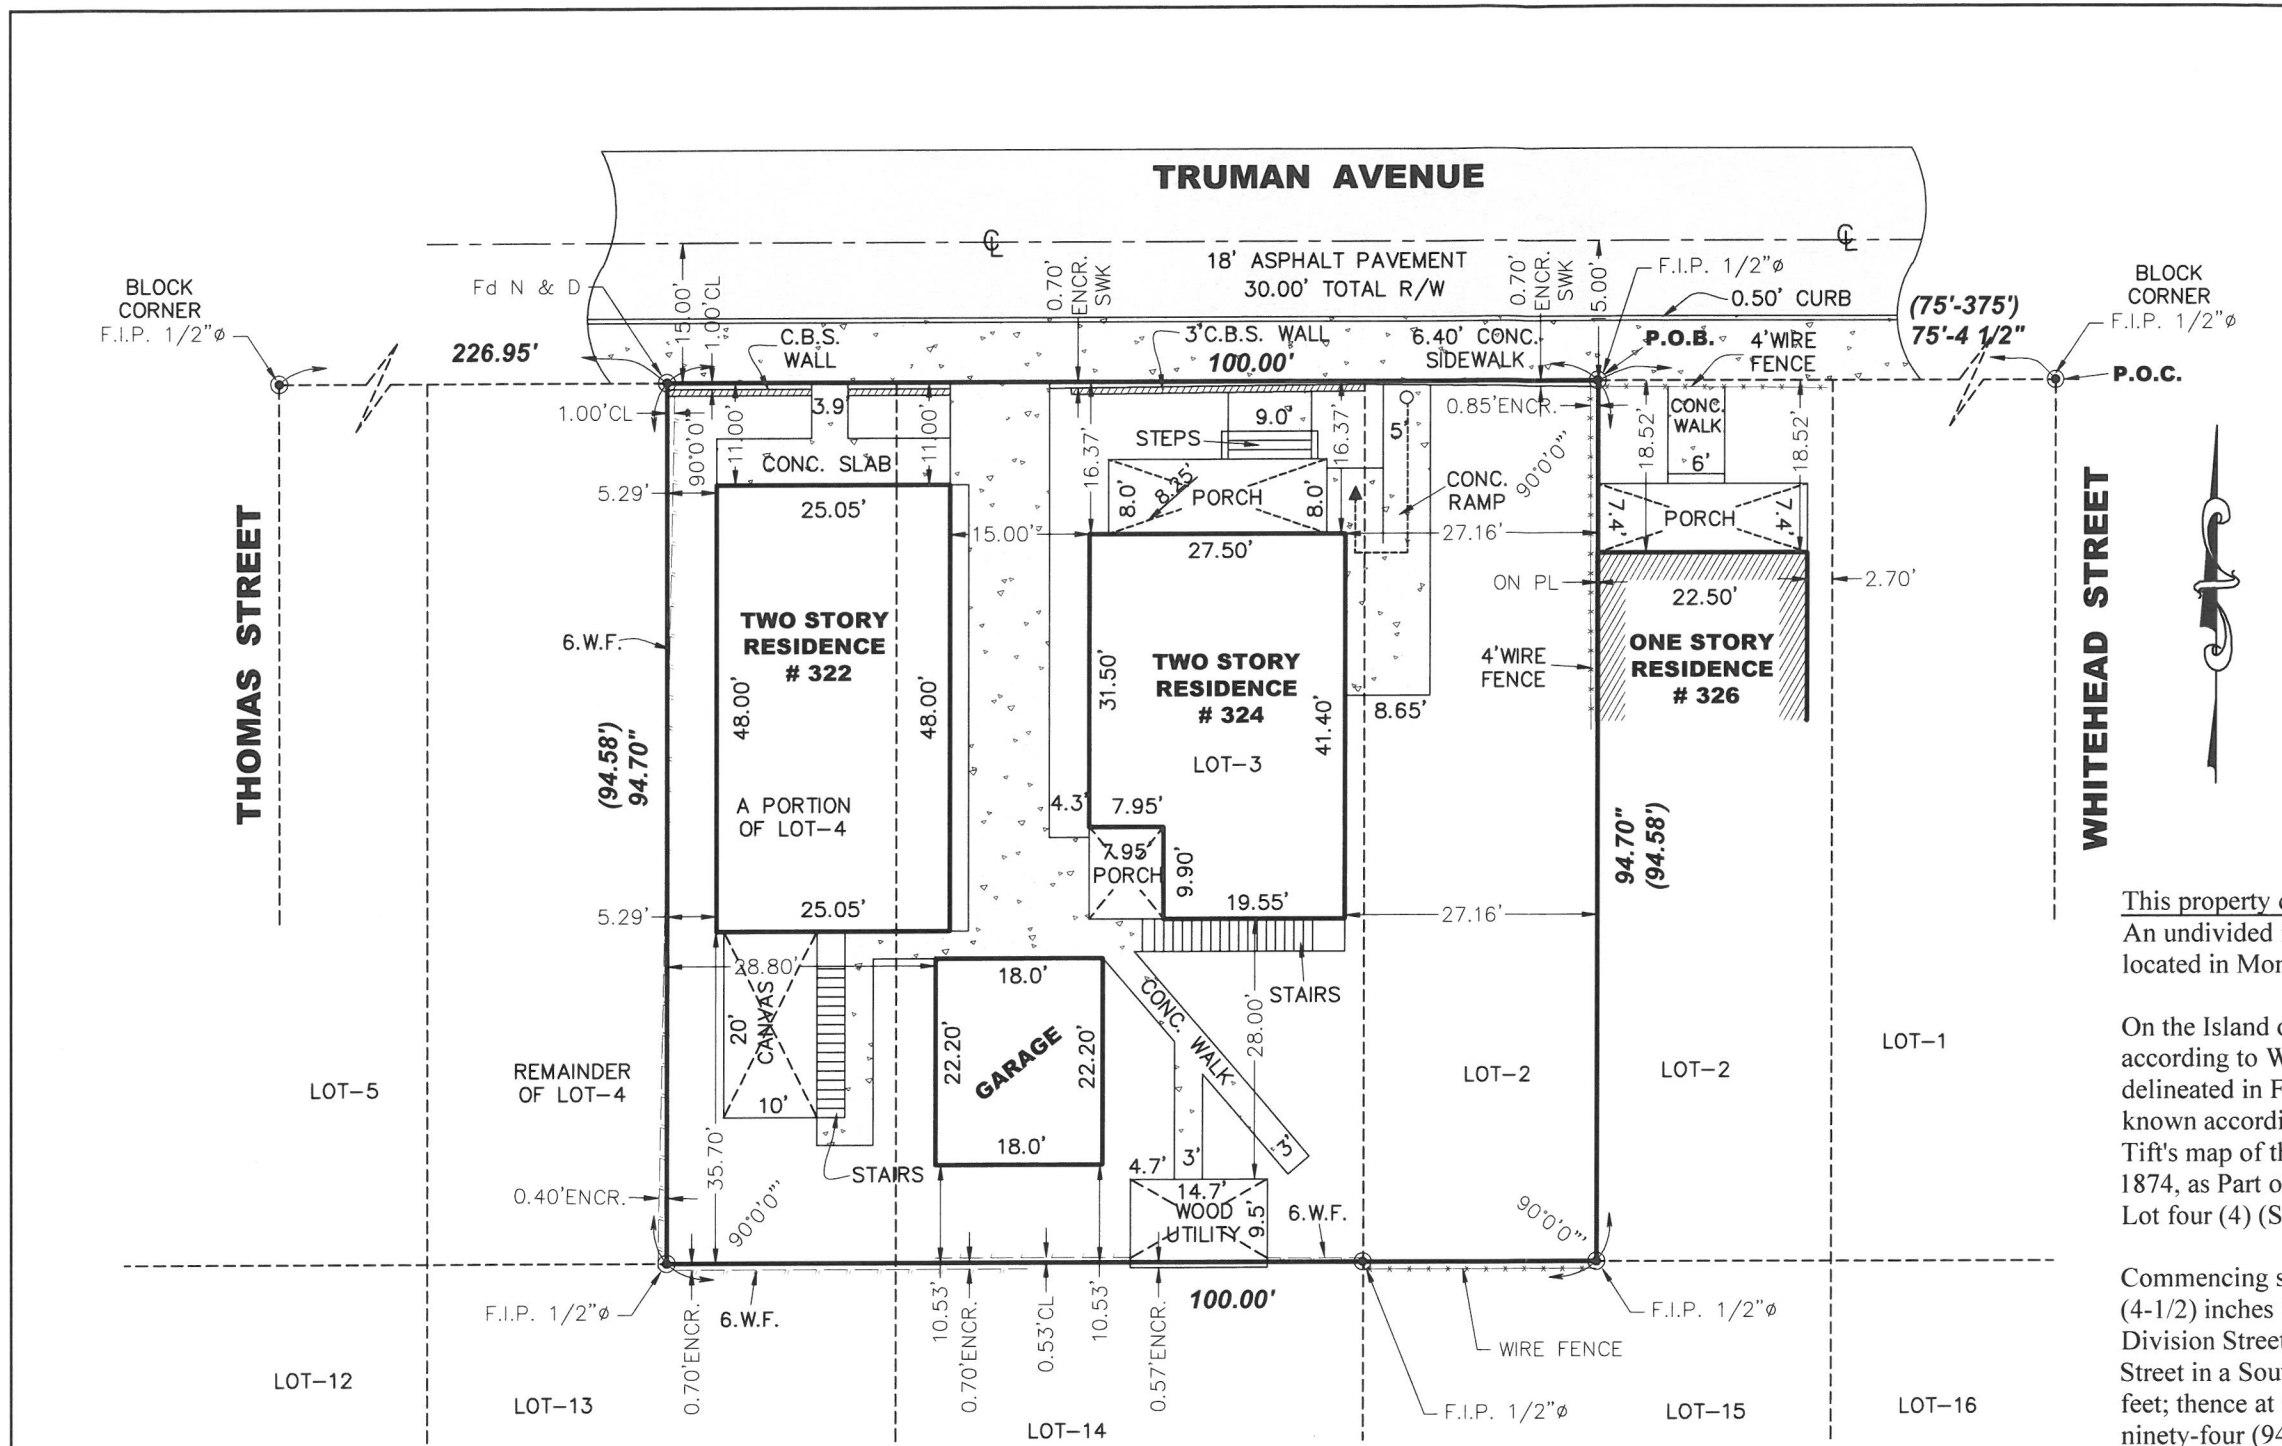 TRUMAN AVENUE
18' ASPHALT PAVEMENT
30.00' TOTAL R/W
0.50' CURB
F.I.P. 1/2"ø
BLOCK
CORNER
F.I.P. 1/2"ø
Fd N & D
226.95'
15.00'
1.00'CL
0.70'
ENCR.
SWK
0.70'
ENCR.
SWK
5.00'
BLOCK
CORNER
F.I.P. 1/2"ø
(75'-375')
75'-4 1/2"
P.O.C.
P.O.B.
C.B.S.
WALL
3'C.B.S. WALL
100.00'
6.40' CONC.
SIDEWALK
4'WIRE
FENCE
1.00'CL
90°0'0"
11.00'
3.9'
11.00'
CONC. SLAB
5.29'
25.05'
15.00'
16.37'
STEPS
9.0'
16.37'
5'
8.0'
8.25'
PORCH
8.0'
CONC.
RAMP
0.85'ENCR.
90°0'0"
27.16'
27.50'
18.52'
CONC.
WALK
6'
18.52'
7.4'
PORCH
7.4'
ON PL
22.50'
2.70'
THOMAS STREET
WHITEHEAD STREET
6.W.F.
TWO STORY
RESIDENCE
# 322
48.00'
48.00'
A PORTION
OF LOT-4
TWO STORY
RESIDENCE
# 324
31.50'
41.40'
LOT-3
8.65'
4'WIRE
FENCE
ONE STORY
RESIDENCE
# 326
(94.58')
94.70"
94.70"
(94.58')
4.3'
7.95'
7.95'
PORCH
9.90'
19.55'
27.16'
5.29'
25.05'
28.80'
20'
CANVAS
10'
STAIRS
18.0'
22.20'
GARAGE
22.20'
18.0'
CONC. WALK
3'
3'
STAIRS
28.00'
4.7'
14.7'
WOOD
UTILITY
9.5'
6.W.F.
LOT-5
REMAINDER
OF LOT-4
LOT-2
LOT-2
LOT-1
35.70'
0.40'ENCR.
90°0'0"
90°0'0"
F.I.P. 1/2"ø
0.70'ENCR.
6.W.F.
10.53'
0.70'ENCR.
0.53'CL
10.53'
0.57'ENCR.
100.00'
F.I.P. 1/2"ø
WIRE FENCE
F.I.P. 1/2"ø
LOT-12
LOT-13
LOT-14
LOT-15
LOT-16
This property
An undivided
located in
On the Island
according to
delineated in
known
Tift's map of
1874, as Part
Lot four (4)
Commencing
(4-1/2) inches
Division
Street in a
feet; thence at
ninety-four